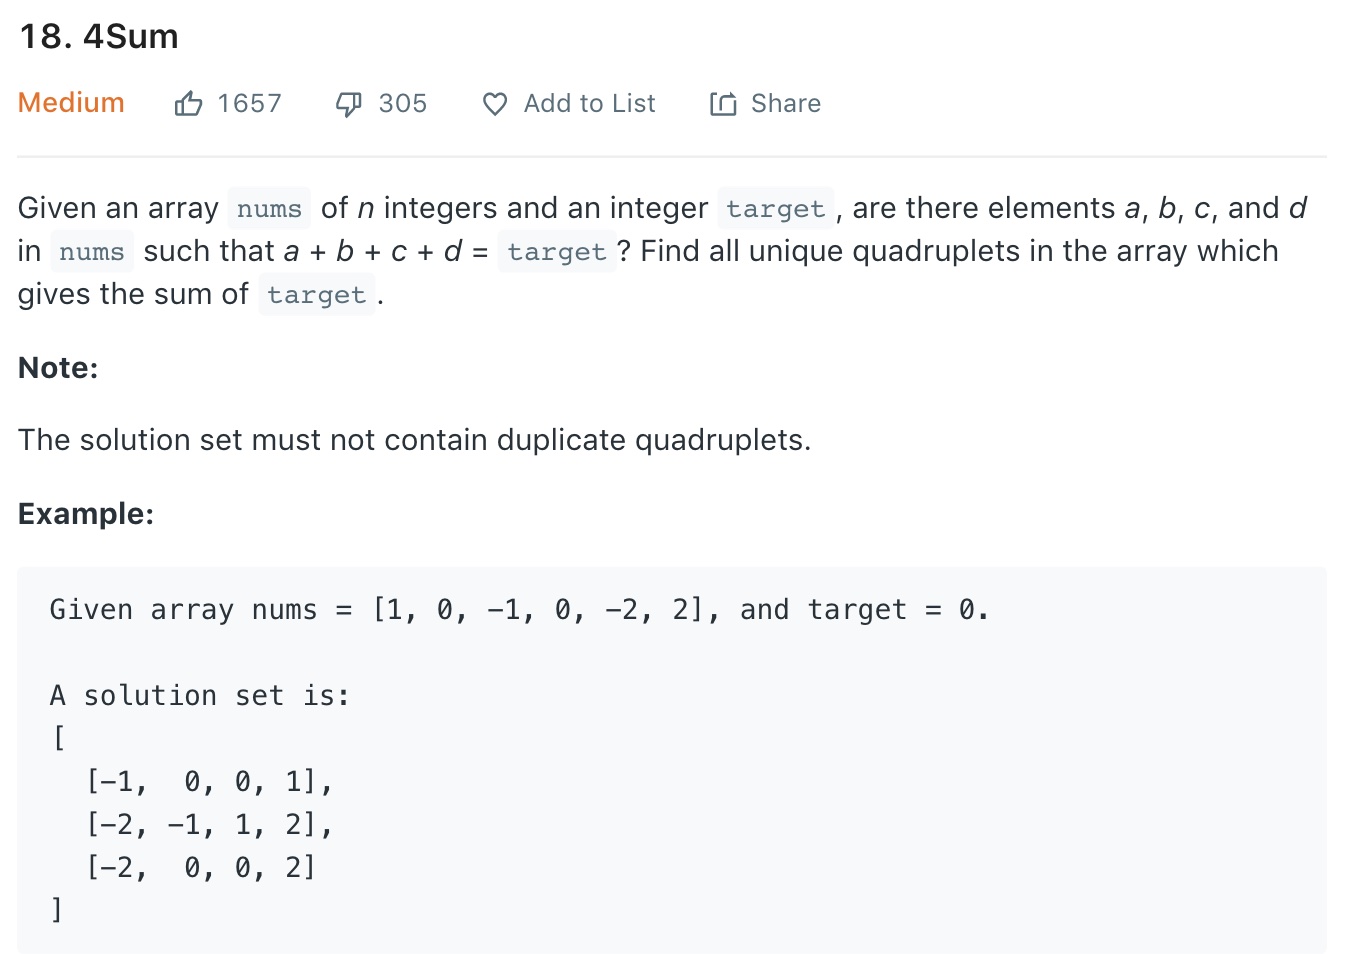 18. 4Sum
Medium 1657 305 Add to List Share
Given an array nums of n integers and an integer target , are there elements a, b, c, and d
in nums such that a + b + c + d = target ? Find all unique quadruplets in the array which
gives the sum of target .
Note:
The solution set must not contain duplicate quadruplets.
Example:
Given array nums = [1, 0, −1, 0, −2, 2], and target = 0.
A solution set is:
[
  [−1,  0, 0, 1],
  [−2, −1, 1, 2],
  [−2,  0, 0, 2]
]